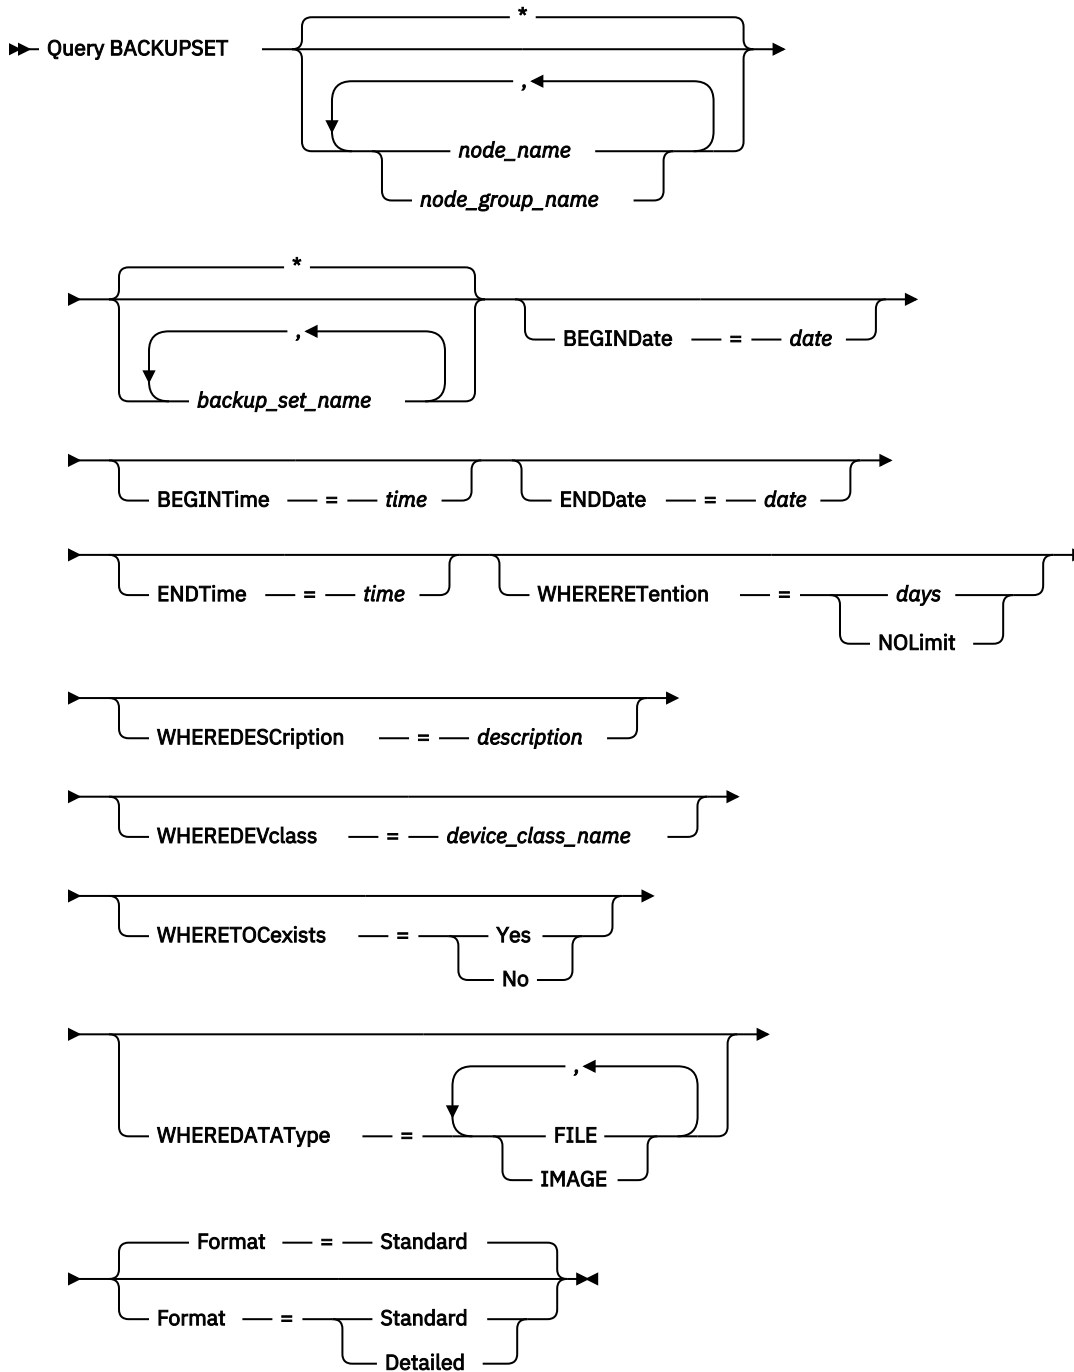 *
Query BACKUPSET
,
node_name
node_group_name
*
,
backup_set_name
BEGINDate = date
BEGINTime = time
ENDDate = date
ENDTime = time
WHERERETention = days
NOLimit
WHEREDESCription = description
WHEREDEVclass = device_class_name
WHERETOCexists = Yes
No
,
WHEREDATAType = FILE
IMAGE
Format = Standard
Format = Standard
Detailed